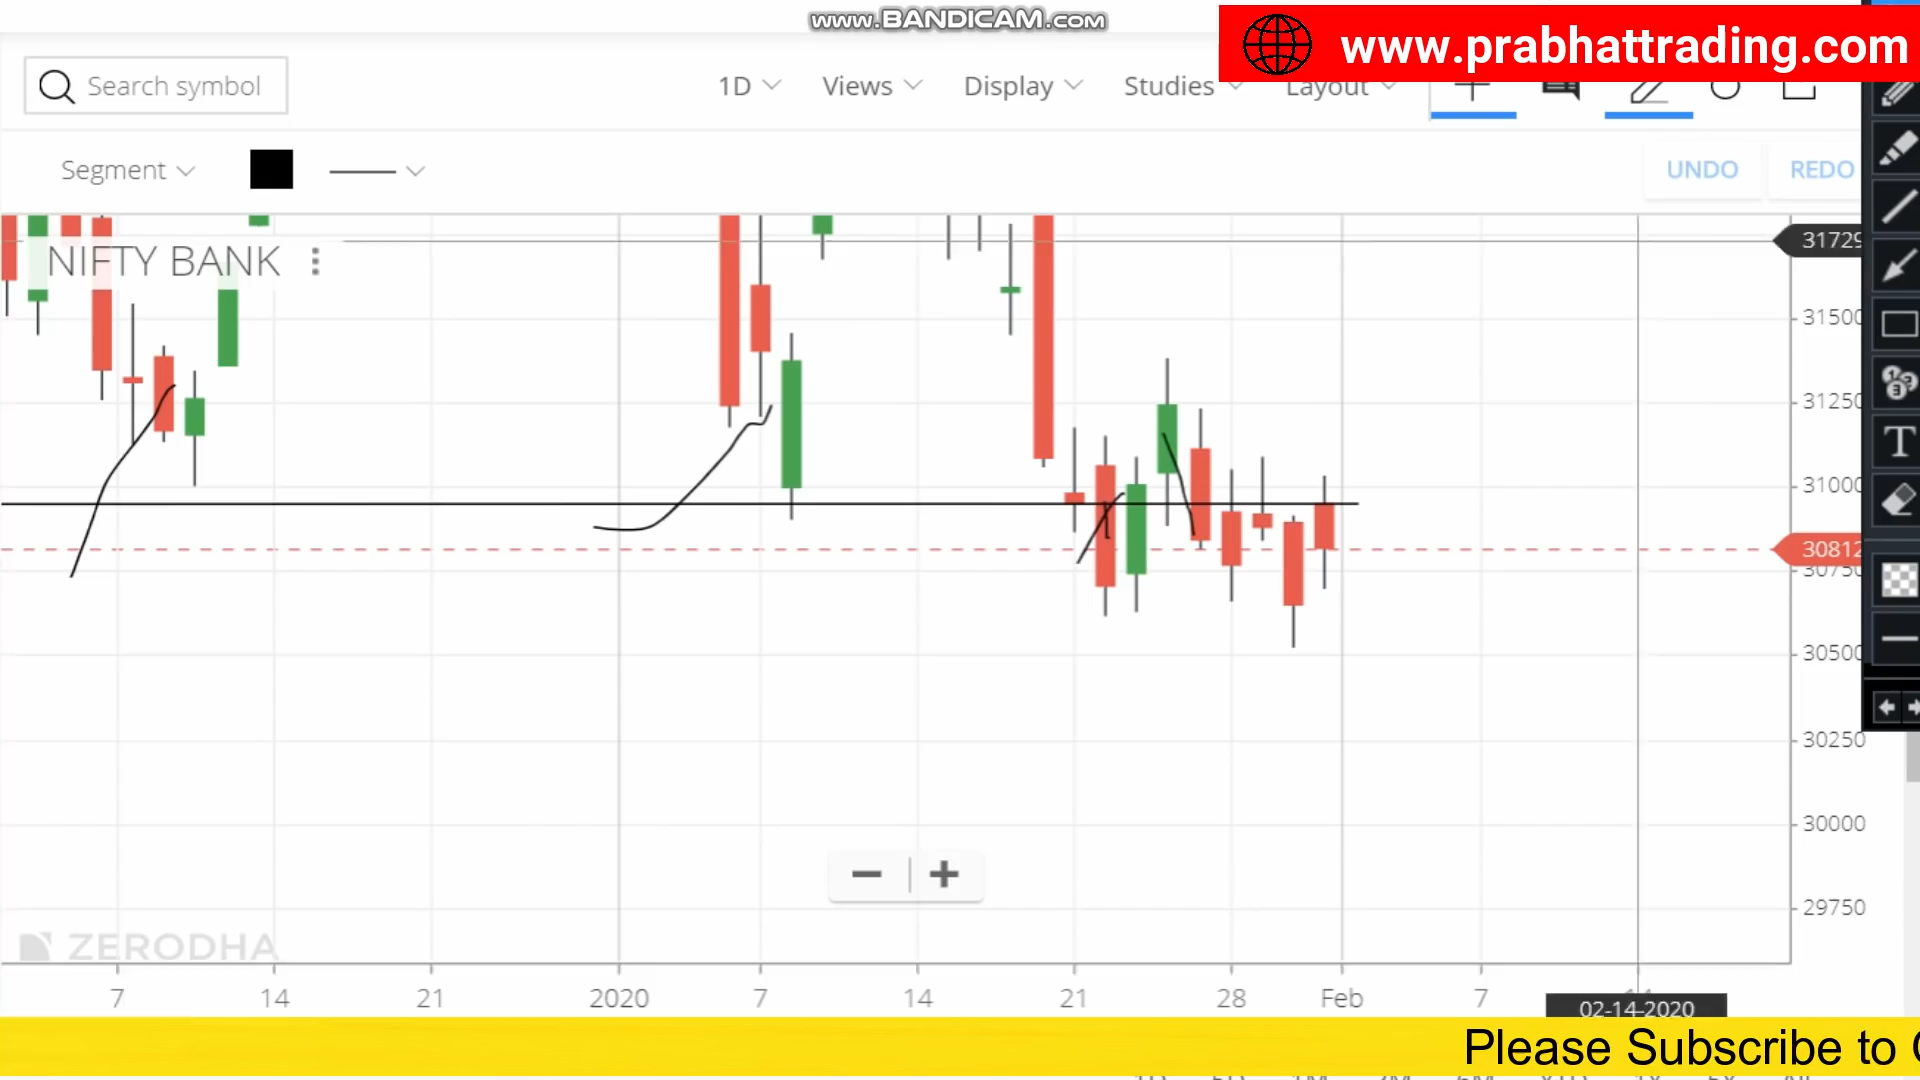 www.BANDICAM.com
www.prabhattrading.com
Search symbol
1D
Views
Display
Studies
Layout
Segment
UNDO
REDO
NIFTY BANK
31729
31500
31250
31000
30812
30750
30500
30250
30000
29750
ZERODHA
7
14
21
2020
7
14
21
28
Feb
7
02-14-2020
Please Subscribe to